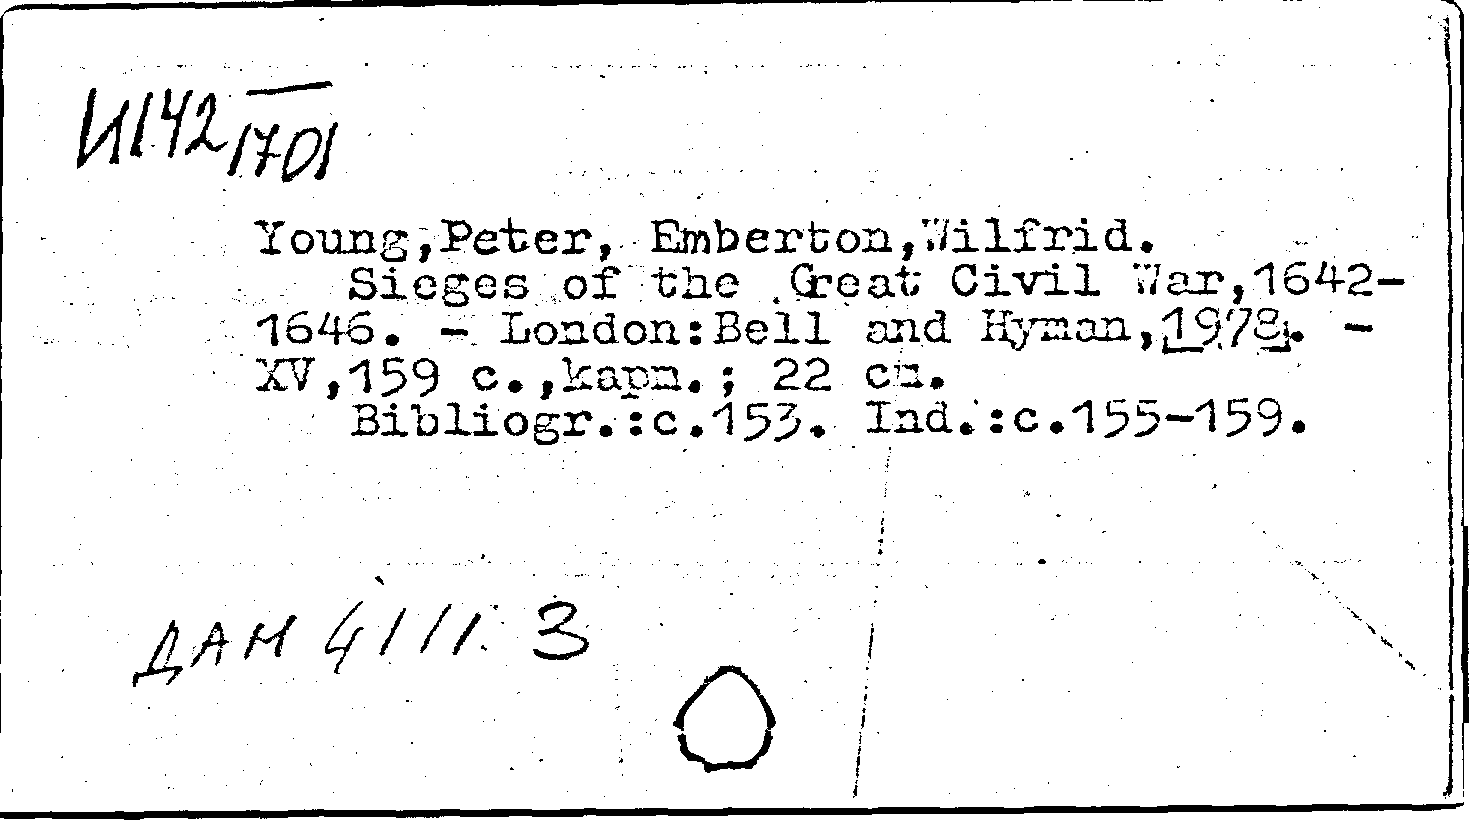 И142 1701
Young,Peter, Emberton,Wilfrid.
Sieges of the Great Civil War,1642-
1646. - London:Bell and Hyman,1978. -
XV,159 с.,карт.; 22 см.
Bibliogr.:с.153. Ind.:с.155-159.
ДАН 4111. З